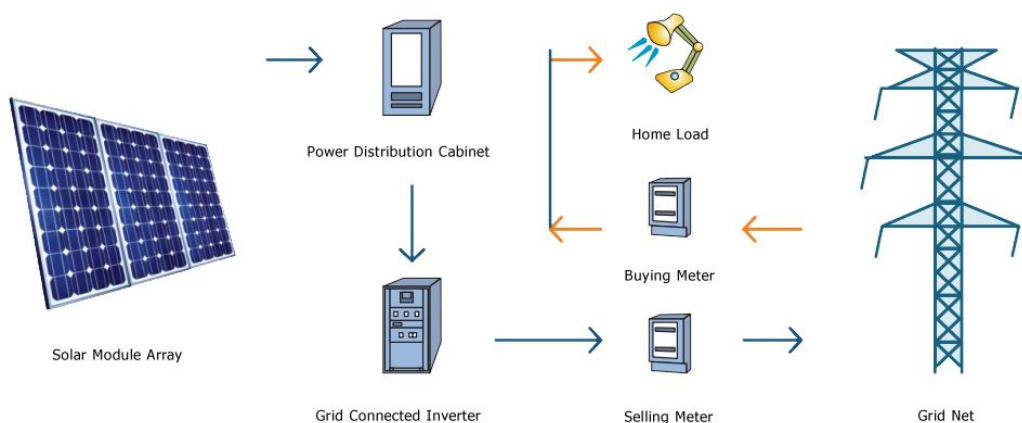 Power Distribution Cabinet
Home Load
Buying Meter
Solar Module Array
Grid Connected Inverter
Selling Meter
Grid Net